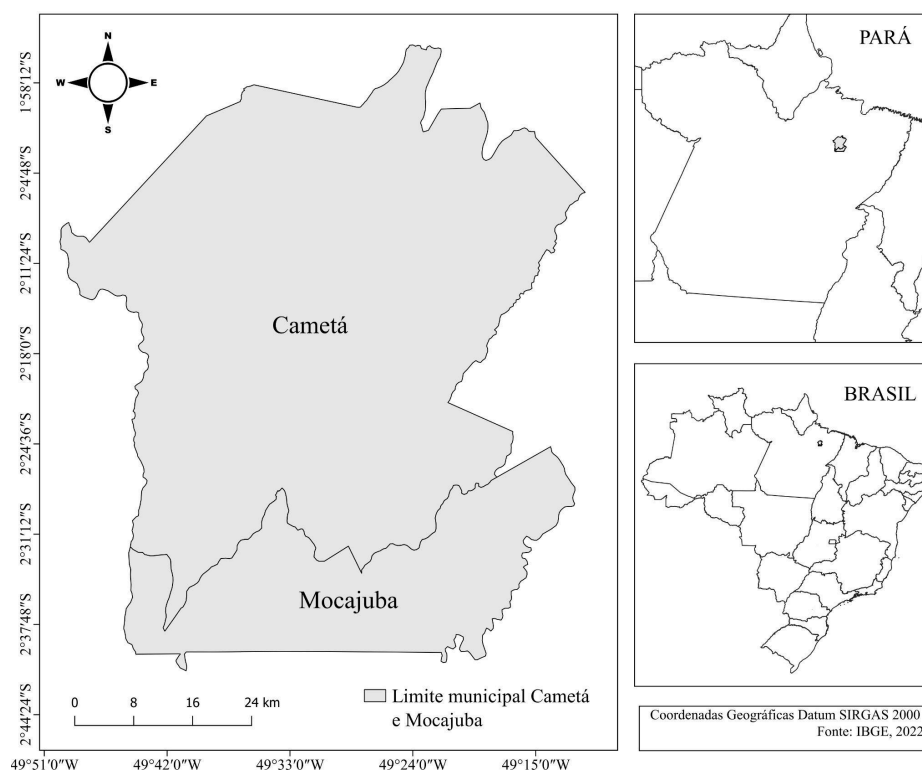 N
W E
S
1°58'12"S
2°4'48"S
2°11'24"S
2°18'0"S
2°24'36"S
2°31'12"S
2°37'48"S
2°44'24"S
Cametá
Mocajuba
0 8 16 24 km
Limite municipal Cametá
e Mocajuba
49°51'0"W 49°42'0"W 49°33'0"W 49°24'0"W 49°15'0"W
PARÁ
BRASIL
Coordenadas Geográficas Datum SIRGAS 2000
Fonte: IBGE, 2022